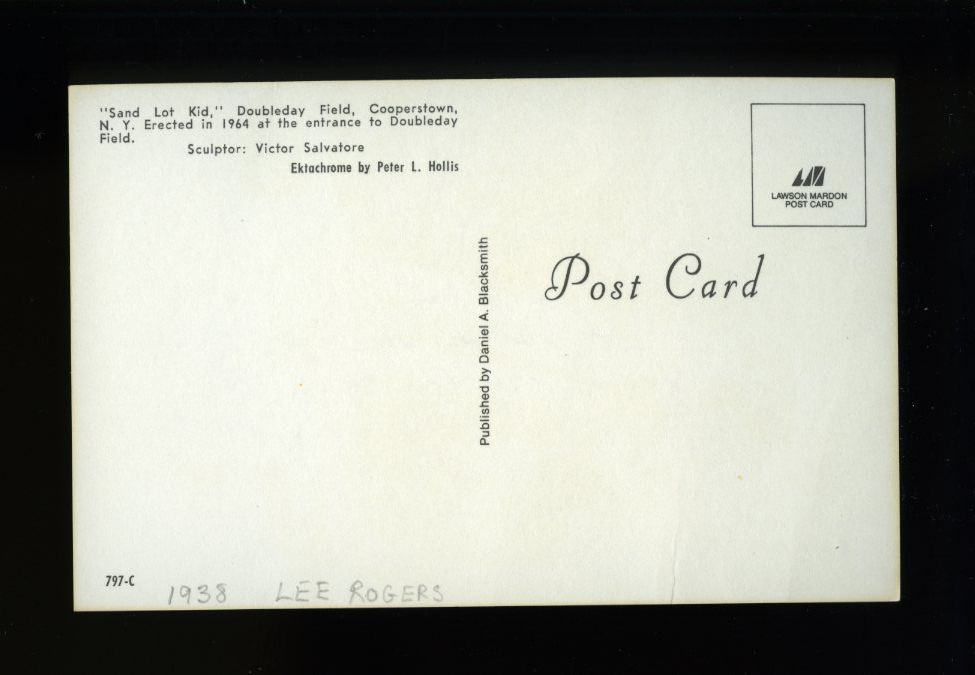 "Sand Lot Kid," Doubleday Field, Cooperstown,
N. Y. Erected in 1964 at the entrance to Doubleday
Field.
Sculptor: Victor Salvatore
Ektachrome by Peter L. Hollis
LAWSON MARDON
POST CARD
Post Card
Published by Daniel A. Blacksmith
797-C
1938 LEE ROGERS